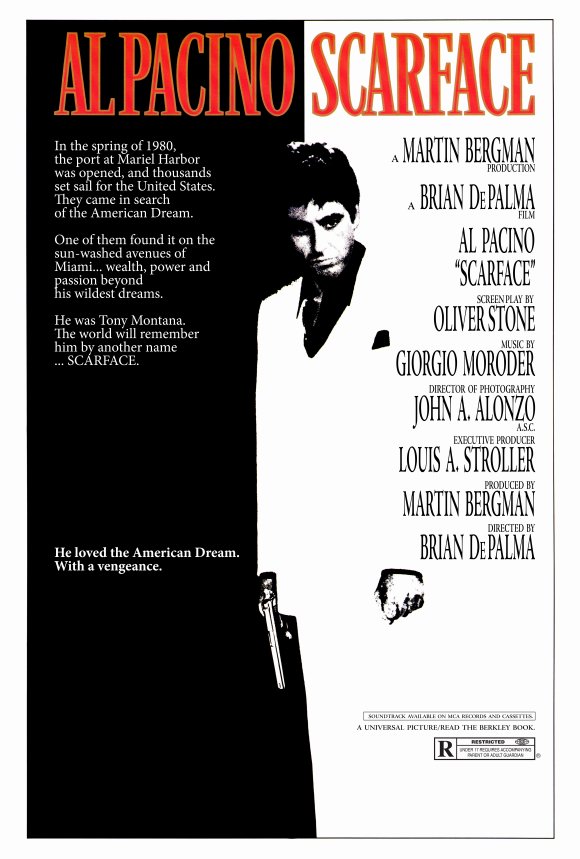 AL PACINO SCARFACE
In the spring of 1980,
the port at Mariel Harbor
was opened, and thousands
set sail for the United States.
They came in search
of the American Dream.
One of them found it on the
sun-washed avenues of
Miami... wealth, power and
passion beyond
his wildest dreams.
He was Tony Montana.
The world will remember
him by another name
... SCARFACE.
He loved the American Dream.
With a vengeance.
A MARTIN BERGMAN
PRODUCTION
A BRIAN DePALMA
FILM
AL PACINO
"SCARFACE"
SCREENPLAY BY
OLIVER STONE
MUSIC BY
GIORGIO MORODER
DIRECTOR OF PHOTOGRAPHY
JOHN A. ALONZO
A.S.C.
EXECUTIVE PRODUCER
LOUIS A. STROLLER
PRODUCED BY
MARTIN BERGMAN
DIRECTED BY
BRIAN DePALMA
SOUNDTRACK AVAILABLE ON MCA RECORDS AND CASSETTES.
A UNIVERSAL PICTURE/READ THE BERKLEY BOOK.
R RESTRICTED
UNDER 17 REQUIRES ACCOMPANYING
PARENT OR ADULT GUARDIAN
®